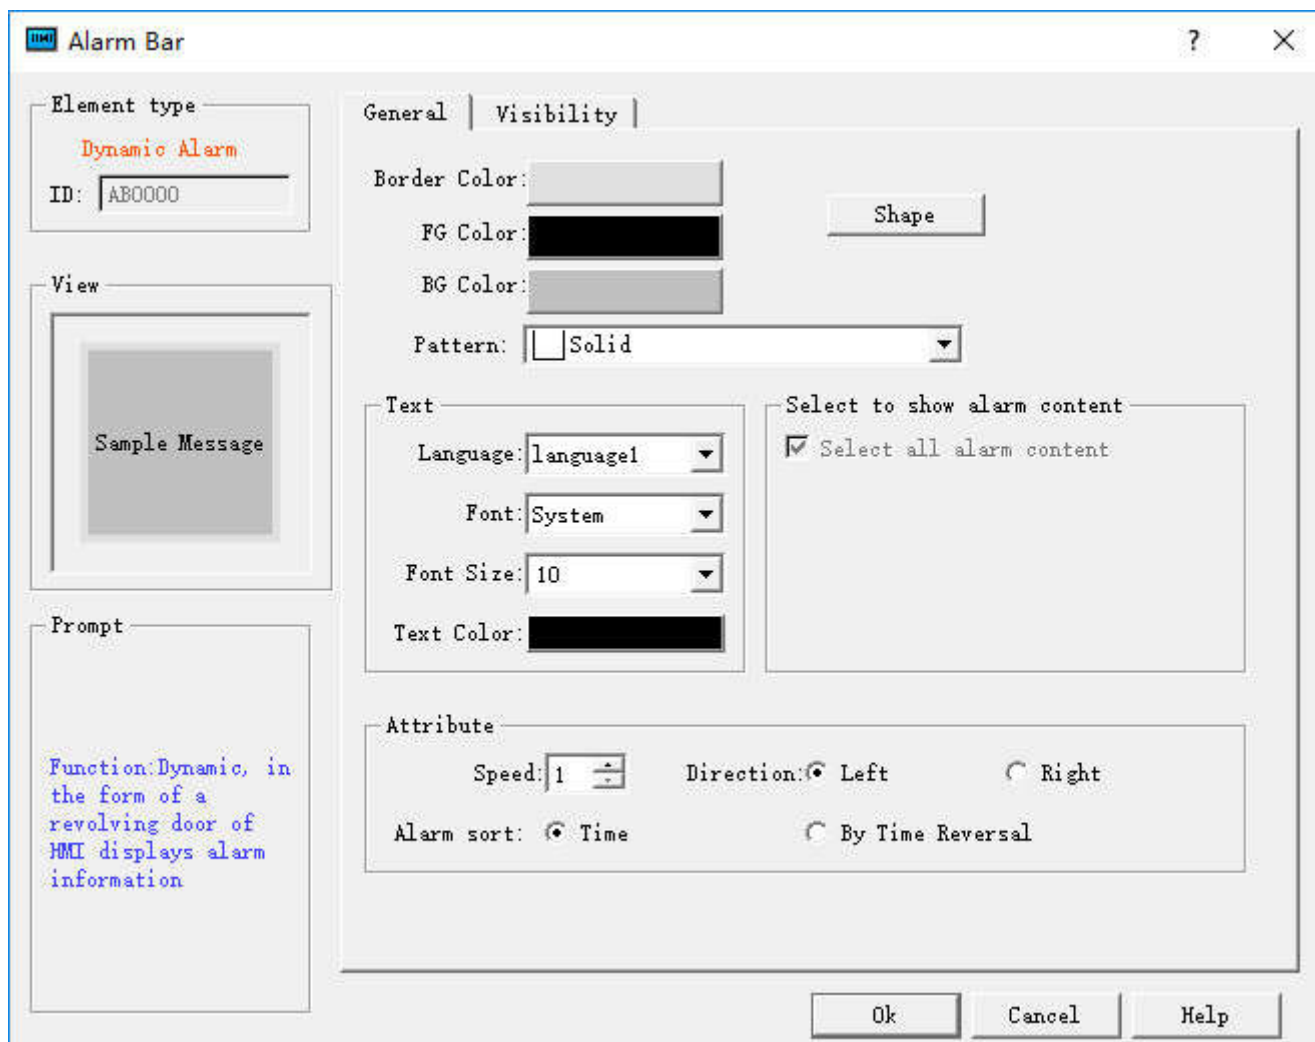 HMI Alarm Bar ?
Element type
Dynamic Alarm
ID: AB0000
View
Sample Message
Prompt
Function:Dynamic, in
the form of a
revolving door of
HMI displays alarm
information
General Visibility
Border Color:
Shape
FG Color:
BG Color:
Pattern: Solid
Text
Language: language1
Font: System
Font Size: 10
Text Color:
Select to show alarm content
Select all alarm content
Attribute
Speed: 1 Direction: Left Right
Alarm sort: Time By Time Reversal
Ok Cancel Help